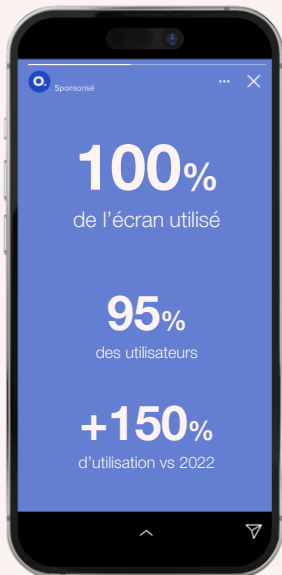 O.
Sponsorisé
100%
de l'écran utilisé
95%
des utilisateurs
+150%
d'utilisation vs 2022